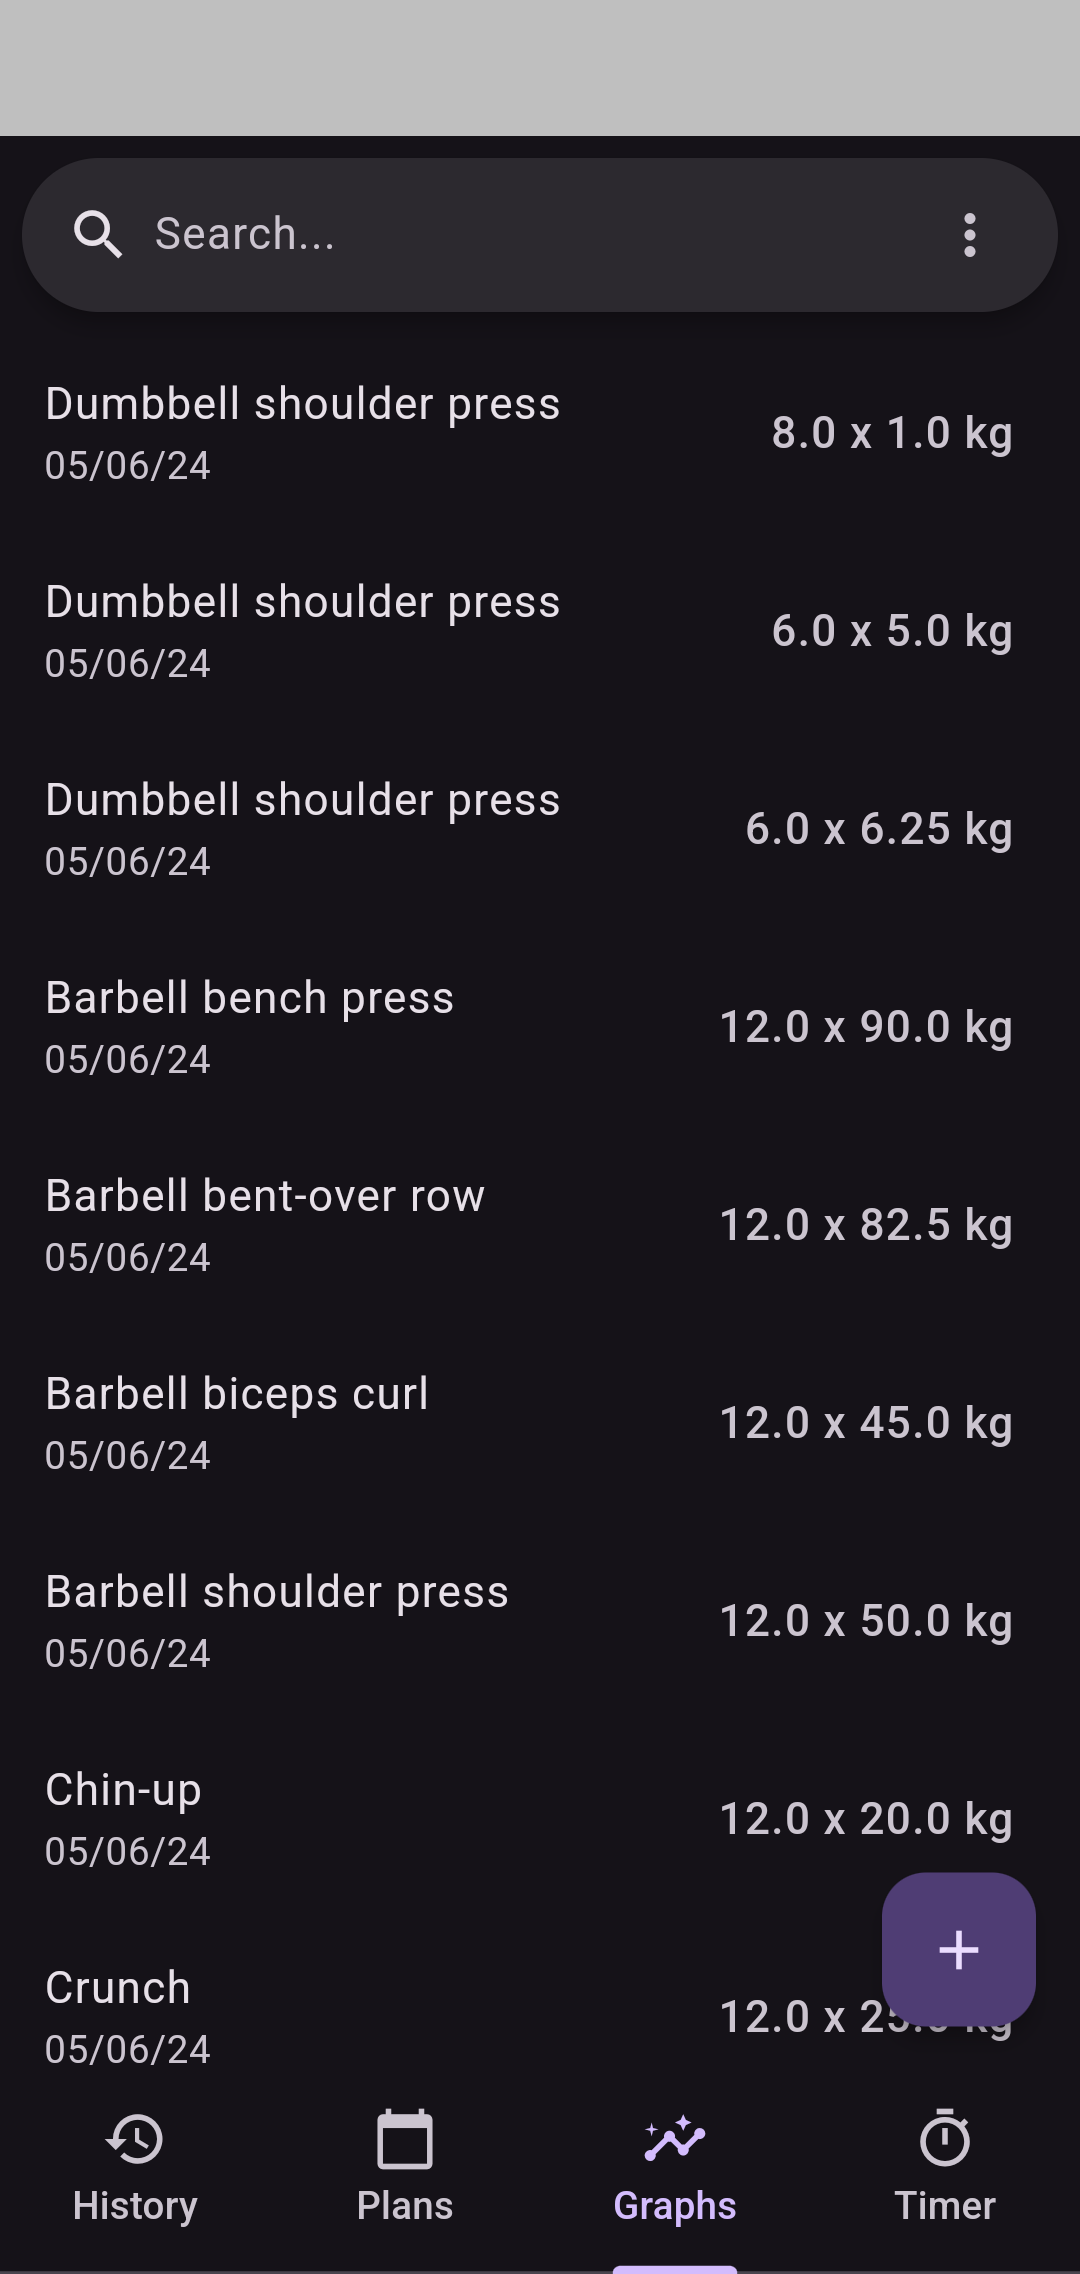 Search...
Dumbbell shoulder press
05/06/24
8.0 x 1.0 kg
Dumbbell shoulder press
05/06/24
6.0 x 5.0 kg
Dumbbell shoulder press
05/06/24
6.0 x 6.25 kg
Barbell bench press
05/06/24
12.0 x 90.0 kg
Barbell bent-over row
05/06/24
12.0 x 82.5 kg
Barbell biceps curl
05/06/24
12.0 x 45.0 kg
Barbell shoulder press
05/06/24
12.0 x 50.0 kg
Chin-up
05/06/24
12.0 x 20.0 kg
Crunch
05/06/24
12.0 x kg
History
Plans
Graphs
Timer